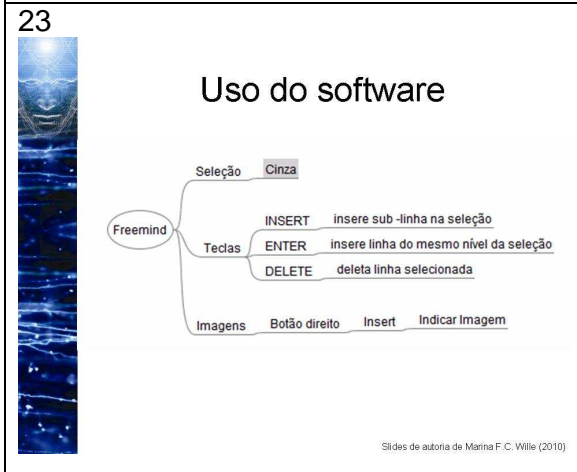 23
Uso do software
Freemind
Seleção Cinza
Teclas
INSERT insere sub -linha na seleção
ENTER insere linha do mesmo nível da seleção
DELETE deleta linha selecionada
Imagens Botão direito Insert Indicar Imagem
Slides de autoria de Marina F.C. Wille (2010)